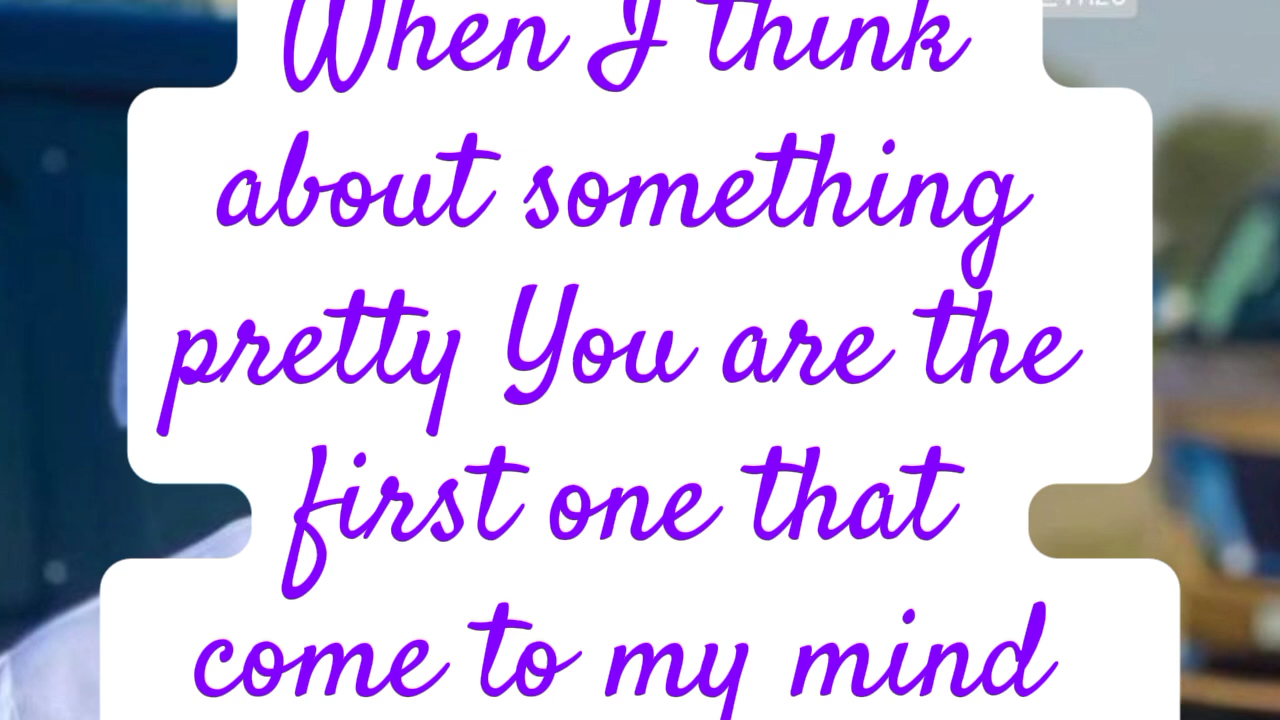 When I think
about something
pretty You are the
first one that
come to my mind